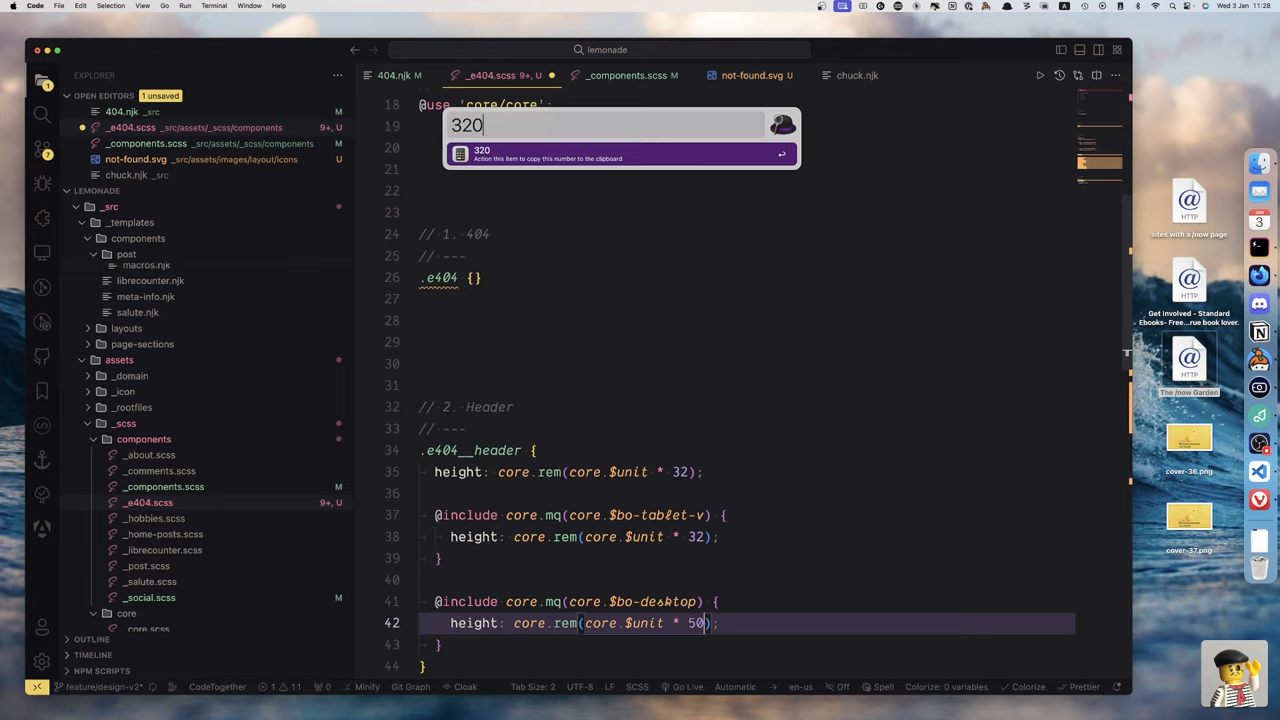 Code File Edit Selection View Go Run Terminal Window Help
Wed 3 Jan 11:28
lemonade
EXPLORER
OPEN EDITORS 1 unsaved
404.njk _src M
_e404.scss _src/assets/_scss/components 9+, U
_components.scss _src/assets/_scss/components M
not-found.svg _src/assets/images/layout/icons U
chuck.njk _src
LEMONADE
_src
_templates
components
post
macros.njk
librecounter.njk
meta-info.njk
salute.njk
layouts
page-sections
assets
_domain
_icon
_rootfiles
_scss
components
_about.scss
_comments.scss
_components.scss M
_e404.scss 9+, U
_hobbies.scss
_home-posts.scss
_librecounter.scss
_post.scss
_salute.scss
_social.scss M
core
_core.scss
OUTLINE
TIMELINE
NPM SCRIPTS
1
7
404.njk M
_e404.scss 9+, U
_components.scss M
not-found.svg U
chuck.njk
320
320
Action this item to copy this number to the clipboard
18 @use 'core/core';
19
20
21
22
23
24 // 1. 404
25 // ---
26 .e404 {}
27
28
29
30
31
32 // 2. Header
33 // ---
34 .e404__header {
35 height: core.rem(core.$unit * 32);
36
37 @include core.mq(core.$bo-tablet-v) {
38 height: core.rem(core.$unit * 32);
39 }
40
41 @include core.mq(core.$bo-desktop) {
42 height: core.rem(core.$unit * 50);
43 }
44 }
feature/design-v2* CodeTogether 1 11 0 Minify Git Graph Cloak Tab Size: 2 UTF-8 LF SCSS Go Live Automatic en-us Off Spell Colorize: 0 variables Colorize Prettier
HTTP
sites with a /now page
HTTP
Get Involved - Standard
Ebooks- Free...rue book lover.
HTTP
The /now Garden
cover-36.png
cover-37.png
JAN
3